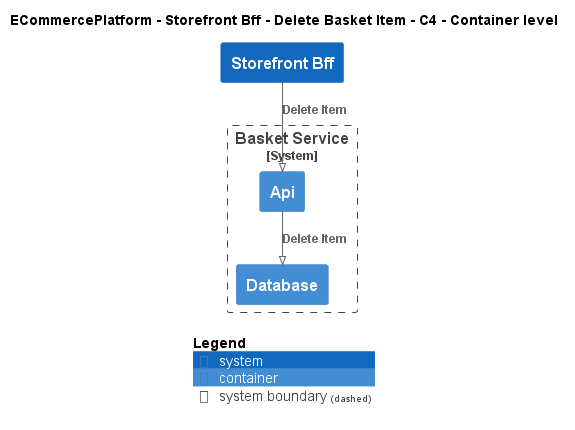 ECommercePlatform - Storefront Bff - Delete Basket Item - C4 - Container level
Storefront Bff
Delete Item
Basket Service
[System]
Api
Delete Item
Database
Legend
system
container
system boundary (dashed)